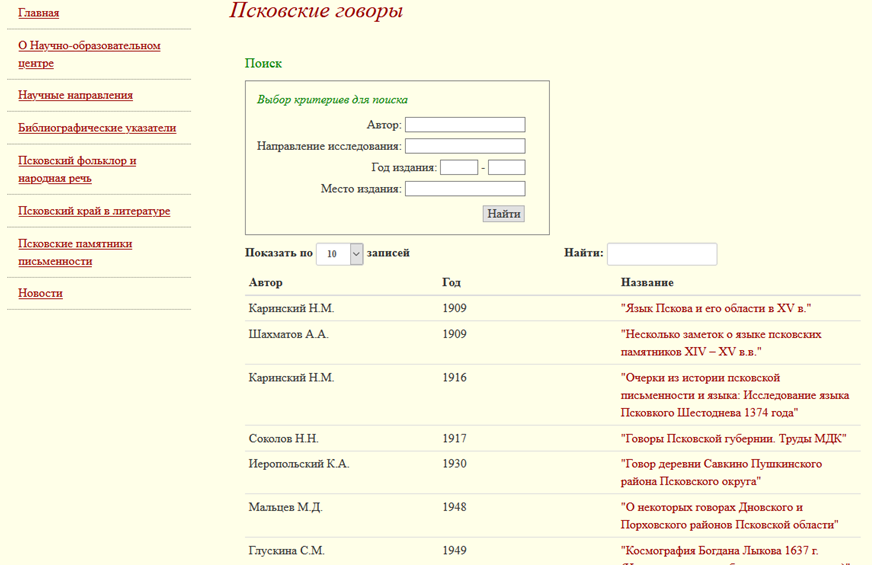 Главная
О Научно-образовательном
центре
Научные направления
Библиографические указатели
Псковский фольклор и
народная речь
Псковский край в литературе
Псковские памятники
письменности
Новости
Псковские говоры
Поиск
Выбор критериев для поиска
Автор:
Направление исследования:
Год издания: -
Место издания:
Найти
Показать по 10 записей Найти:
Автор Год Название
Каринский Н.М. 1909 "Язык Пскова и его области в XV в."
Шахматов А.А. 1909 "Несколько заметок о языке псковских
памятников XIV – XV в.в."
Каринский Н.М. 1916 "Очерки из истории псковской
письменности и языка: Исследование языка
Псковкого Шестоднева 1374 года"
Соколов Н.Н. 1917 "Говоры Псковской губернии. Труды МДК"
Иеропольский К.А. 1930 "Говор деревни Савкино Пушкинского
района Псковского округа"
Мальцев М.Д. 1948 "О некоторых говорах Дновского и
Порховского районов Псковской области"
Глускина С.М. 1949 "Космография Богдана Лыкова 1637 г.